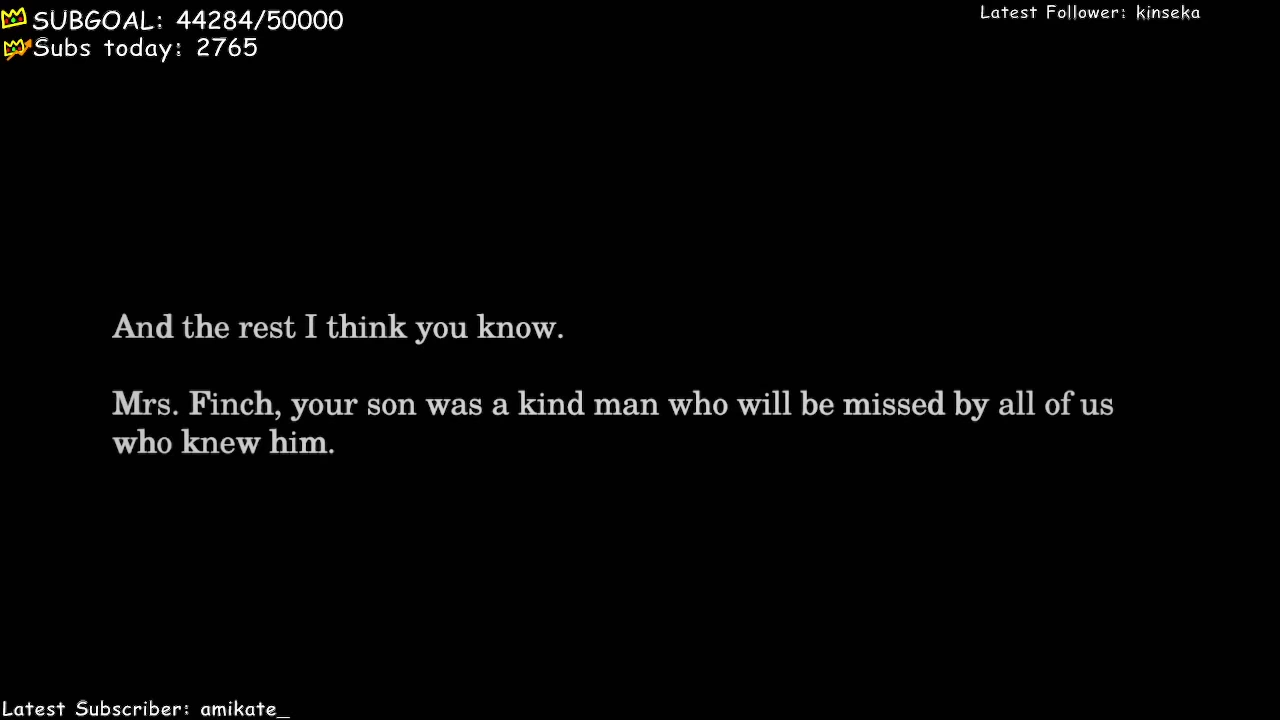 SUBGOAL: 44284/50000
Latest Follower: kinseka
Subs today: 2765
And the rest I think you know.
Mrs. Finch, your son was a kind man who will be missed by all of us
who knew him.
Latest Subscriber: amikate_